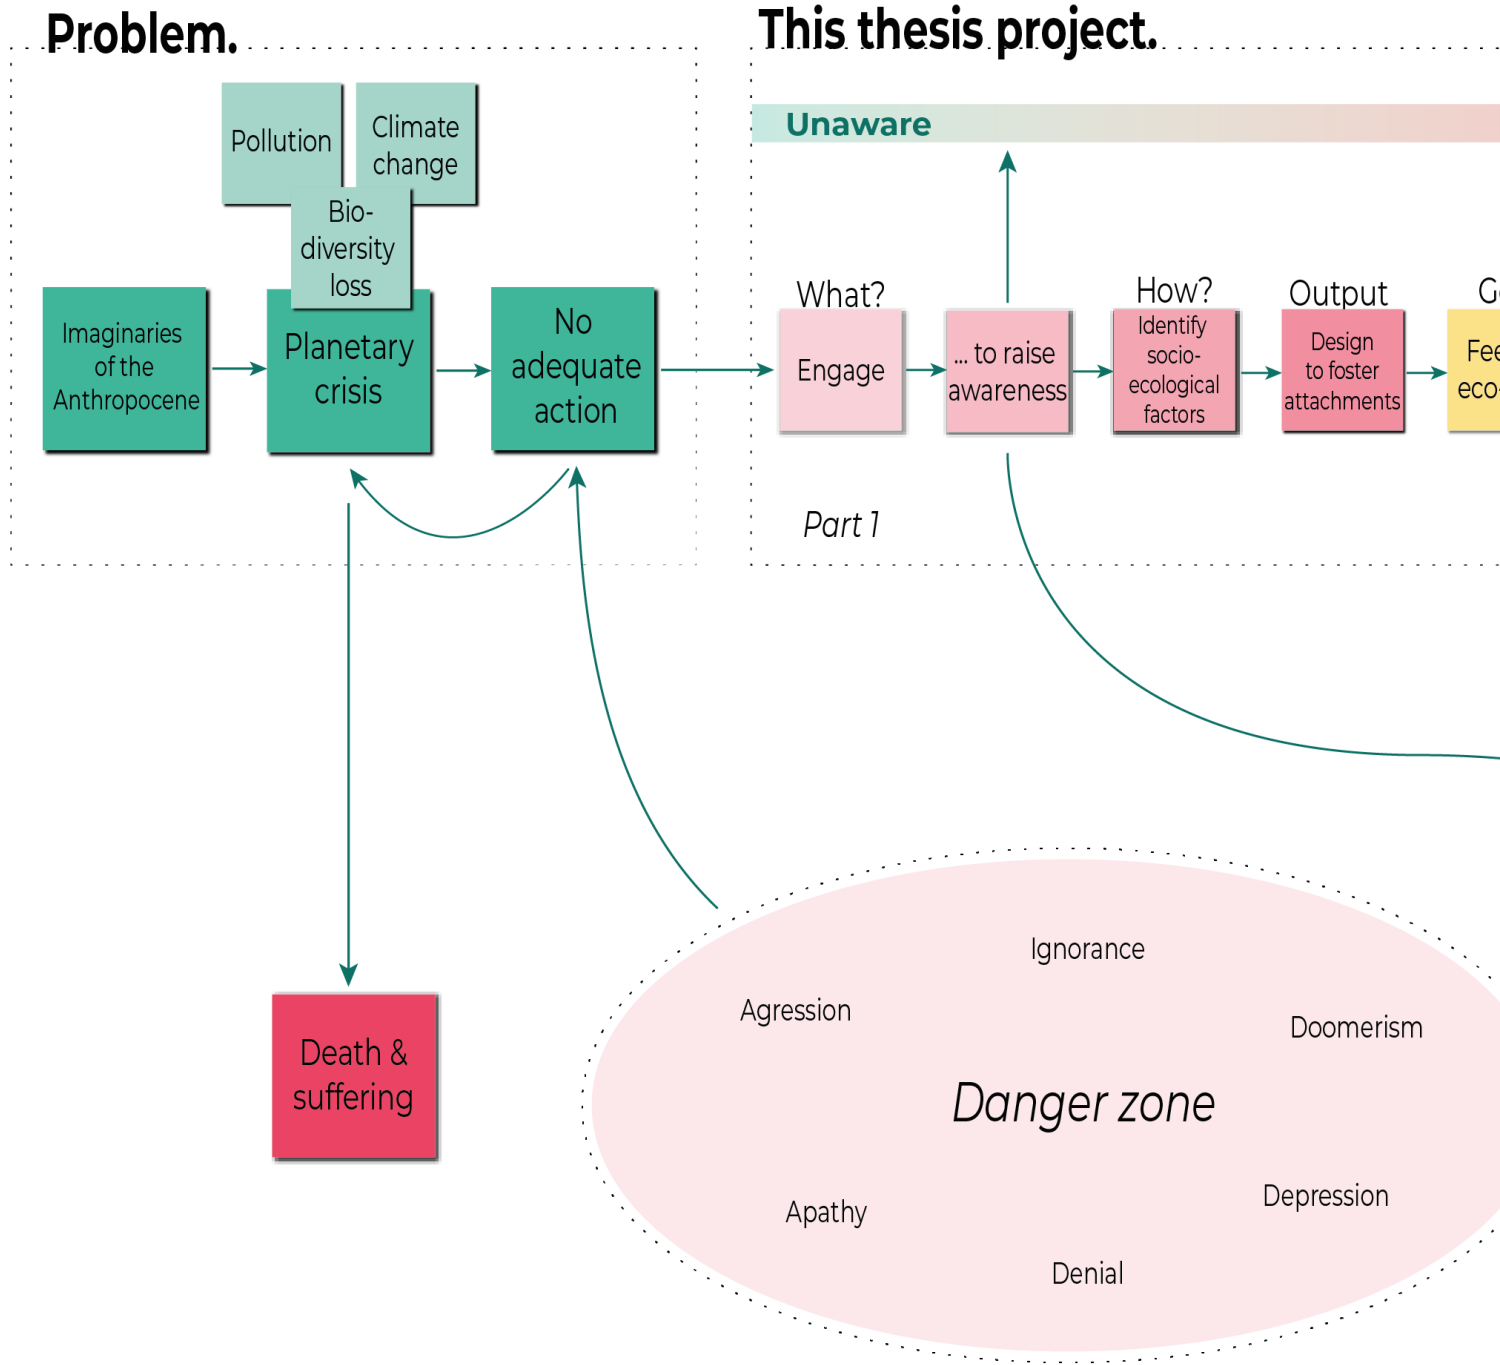 Problem.
Pollution
Climate
change
Bio-
diversity
loss
Imaginaries
of the
Anthropocene
Planetary
crisis
No
adequate
action
Death &
suffering
This thesis project.
Unaware
What?
Engage
... to raise
awareness
How?
Identify
socio-
ecological
factors
Output
Design
to foster
attachments
Part 1
Ignorance
Agression
Doomerism
Danger zone
Depression
Apathy
Denial